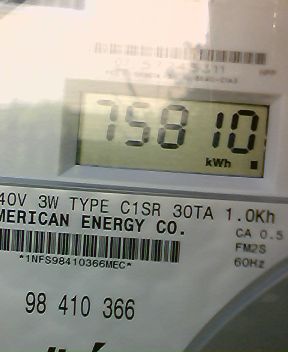 75810
kWh
40V 3W TYPE C1SR 30TA 1.0Kh
MERICAN ENERGY CO.
CA 0.5
FM2S
60Hz
*1NFS98410366MEC*
98 410 366